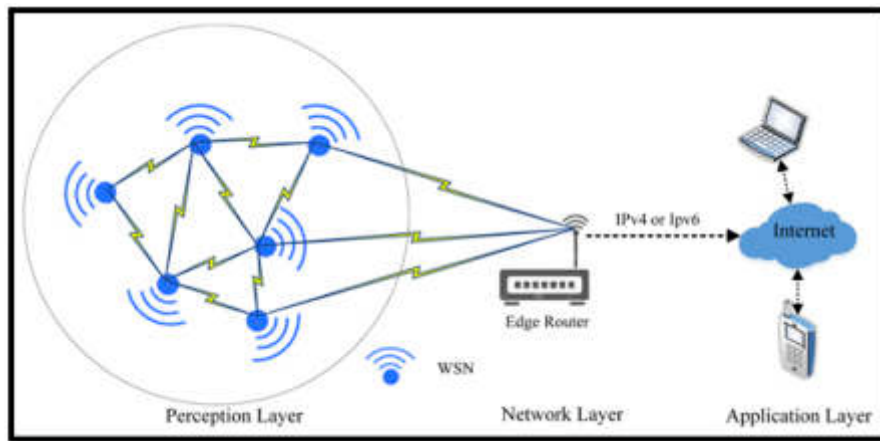 IPv4 or Ipv6
Internet
Edge Router
WSN
Perception Layer
Network Layer
Application Layer